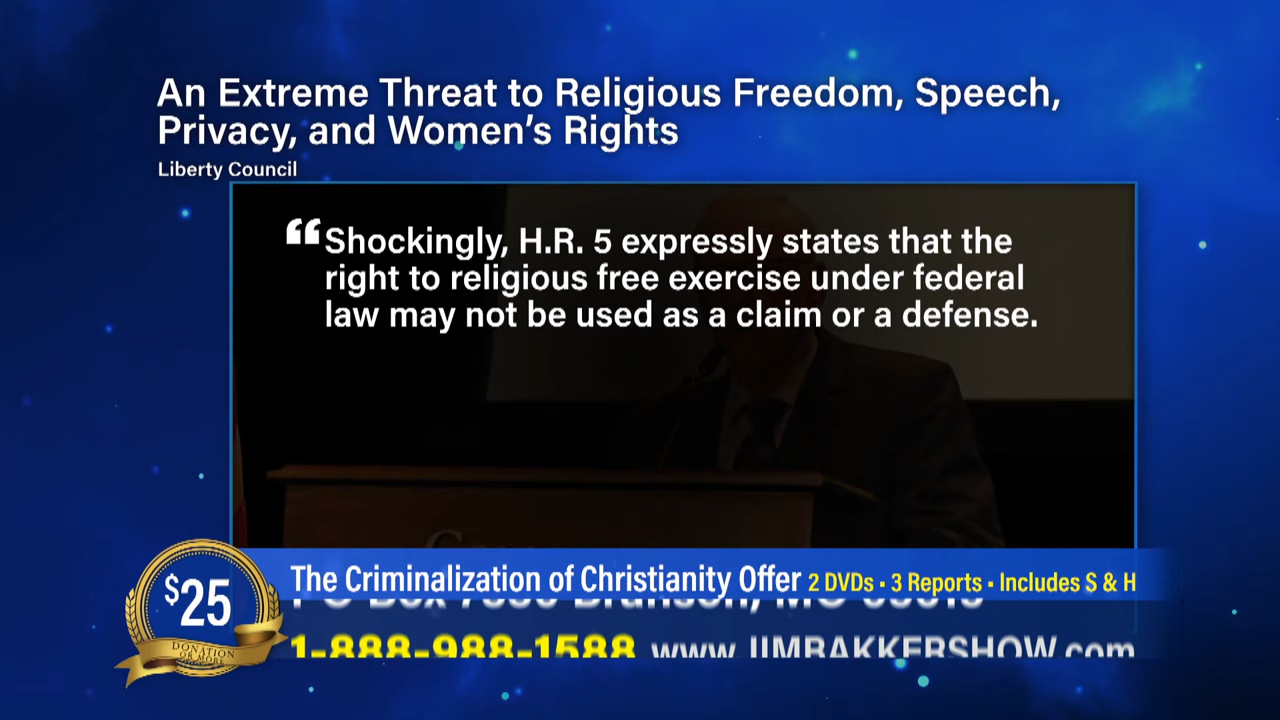 An Extreme Threat to Religious Freedom, Speech,
Privacy, and Women's Rights
Liberty Council
“Shockingly, H.R. 5 expressly states that the
right to religious free exercise under federal
law may not be used as a claim or a defense.
$25
DONATION
OR MORE
The Criminalization of Christianity Offer 2 DVDs • 3 Reports • Includes S & H
1-888-988-1588 www.JIMBAKKERSHOW.com